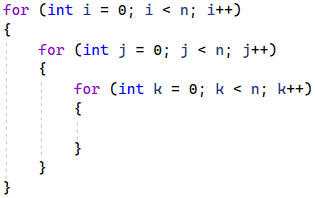 for (int i = 0; i < n; i++)
{
    for (int j = 0; j < n; j++)
    {
        for (int k = 0; k < n; k++)
        {

        }
    }
}